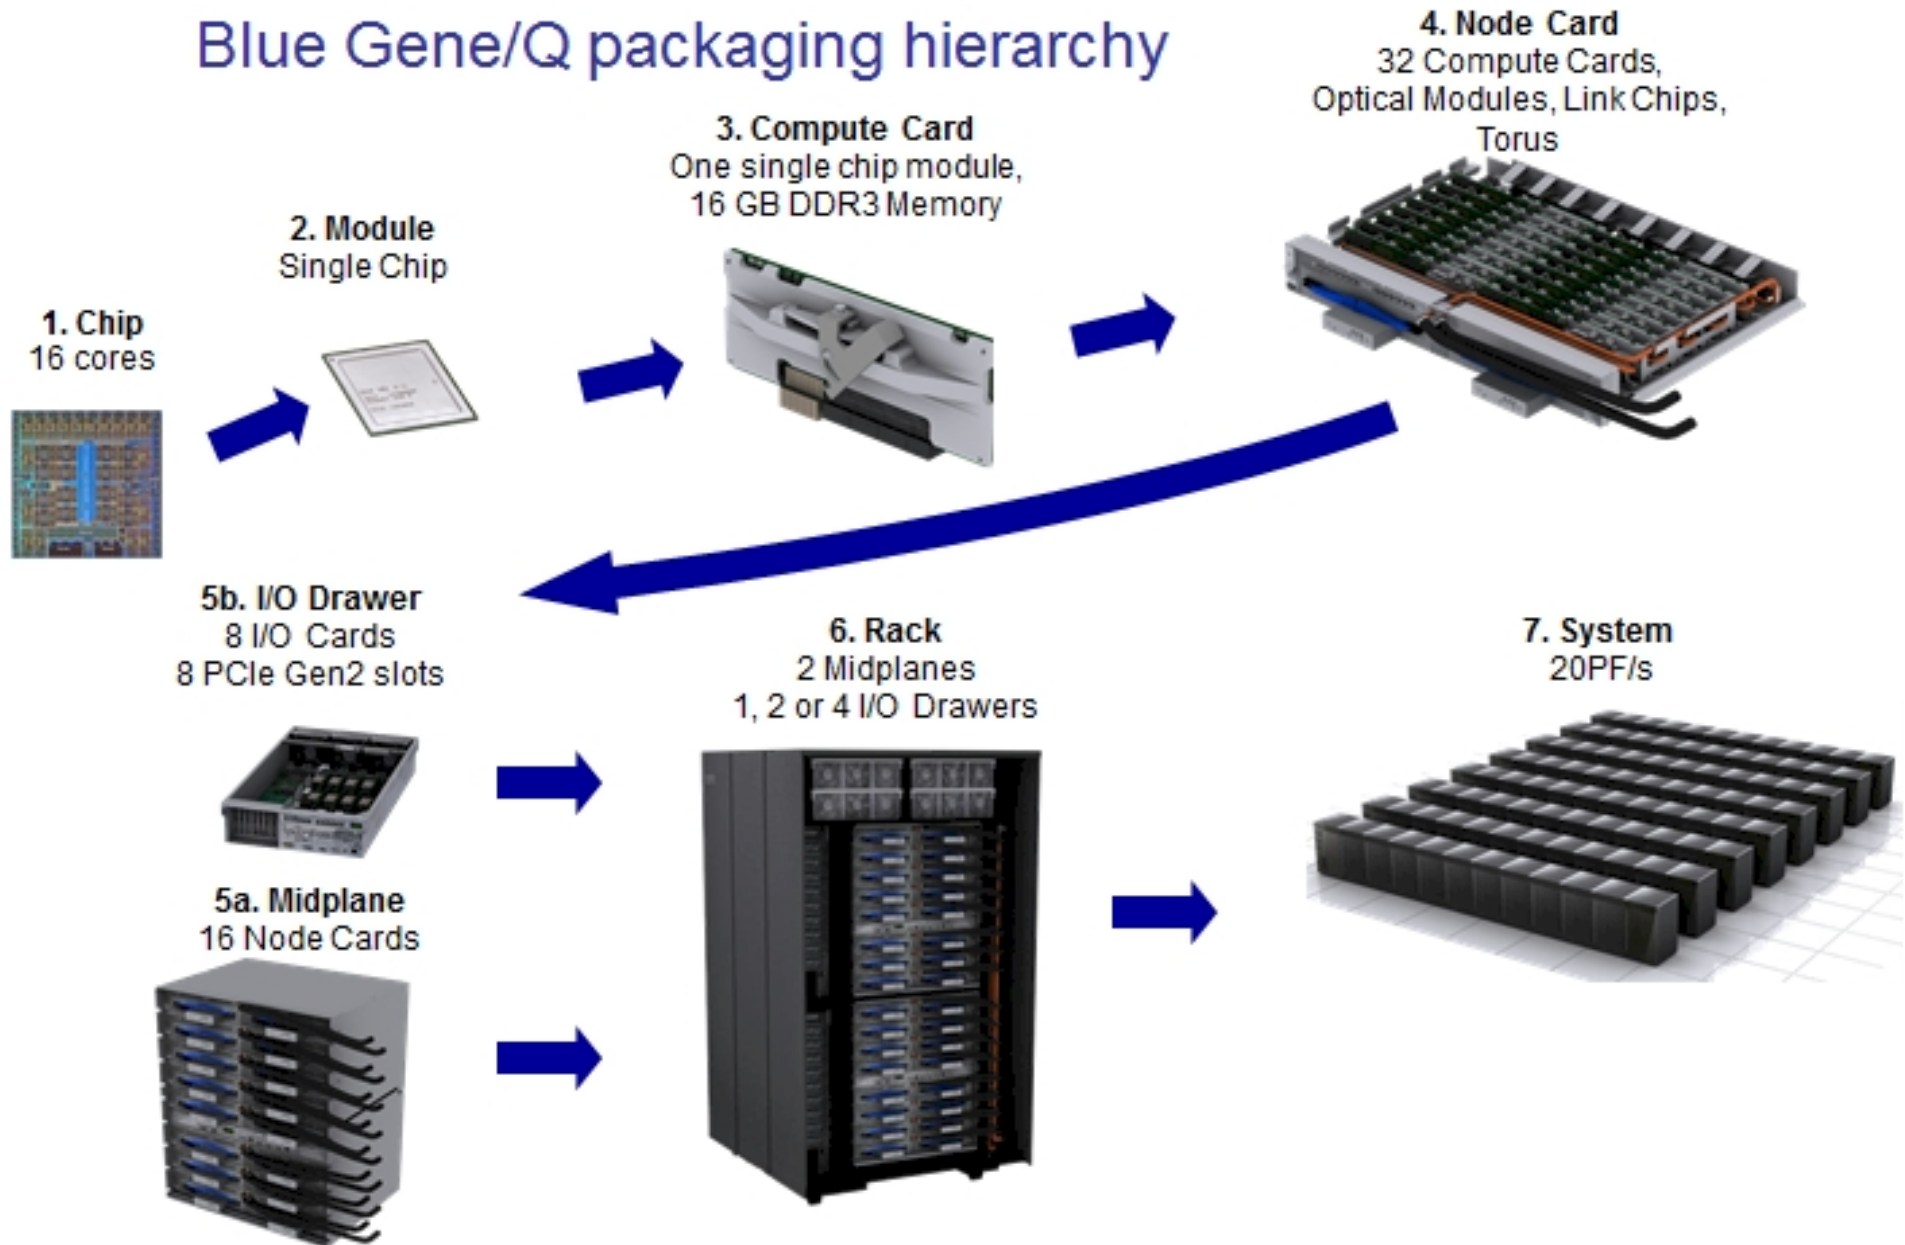 Blue Gene/Q packaging hierarchy
1. Chip
16 cores
2. Module
Single Chip
3. Compute Card
One single chip module,
16 GB DDR3 Memory
4. Node Card
32 Compute Cards,
Optical Modules, Link Chips,
Torus
5b. I/O Drawer
8 I/O Cards
8 PCIe Gen2 slots
5a. Midplane
16 Node Cards
6. Rack
2 Midplanes
1, 2 or 4 I/O Drawers
7. System
20PF/s